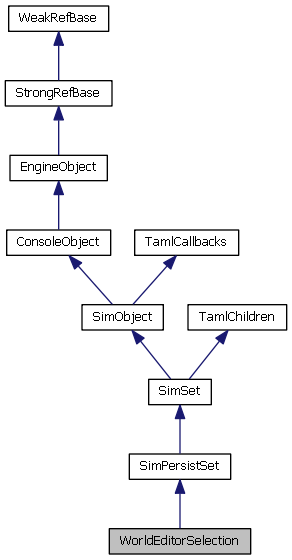 WeakRefBase
StrongRefBase
EngineObject
ConsoleObject
TamlCallbacks
SimObject
TamlChildren
SimSet
SimPersistSet
WorldEditorSelection